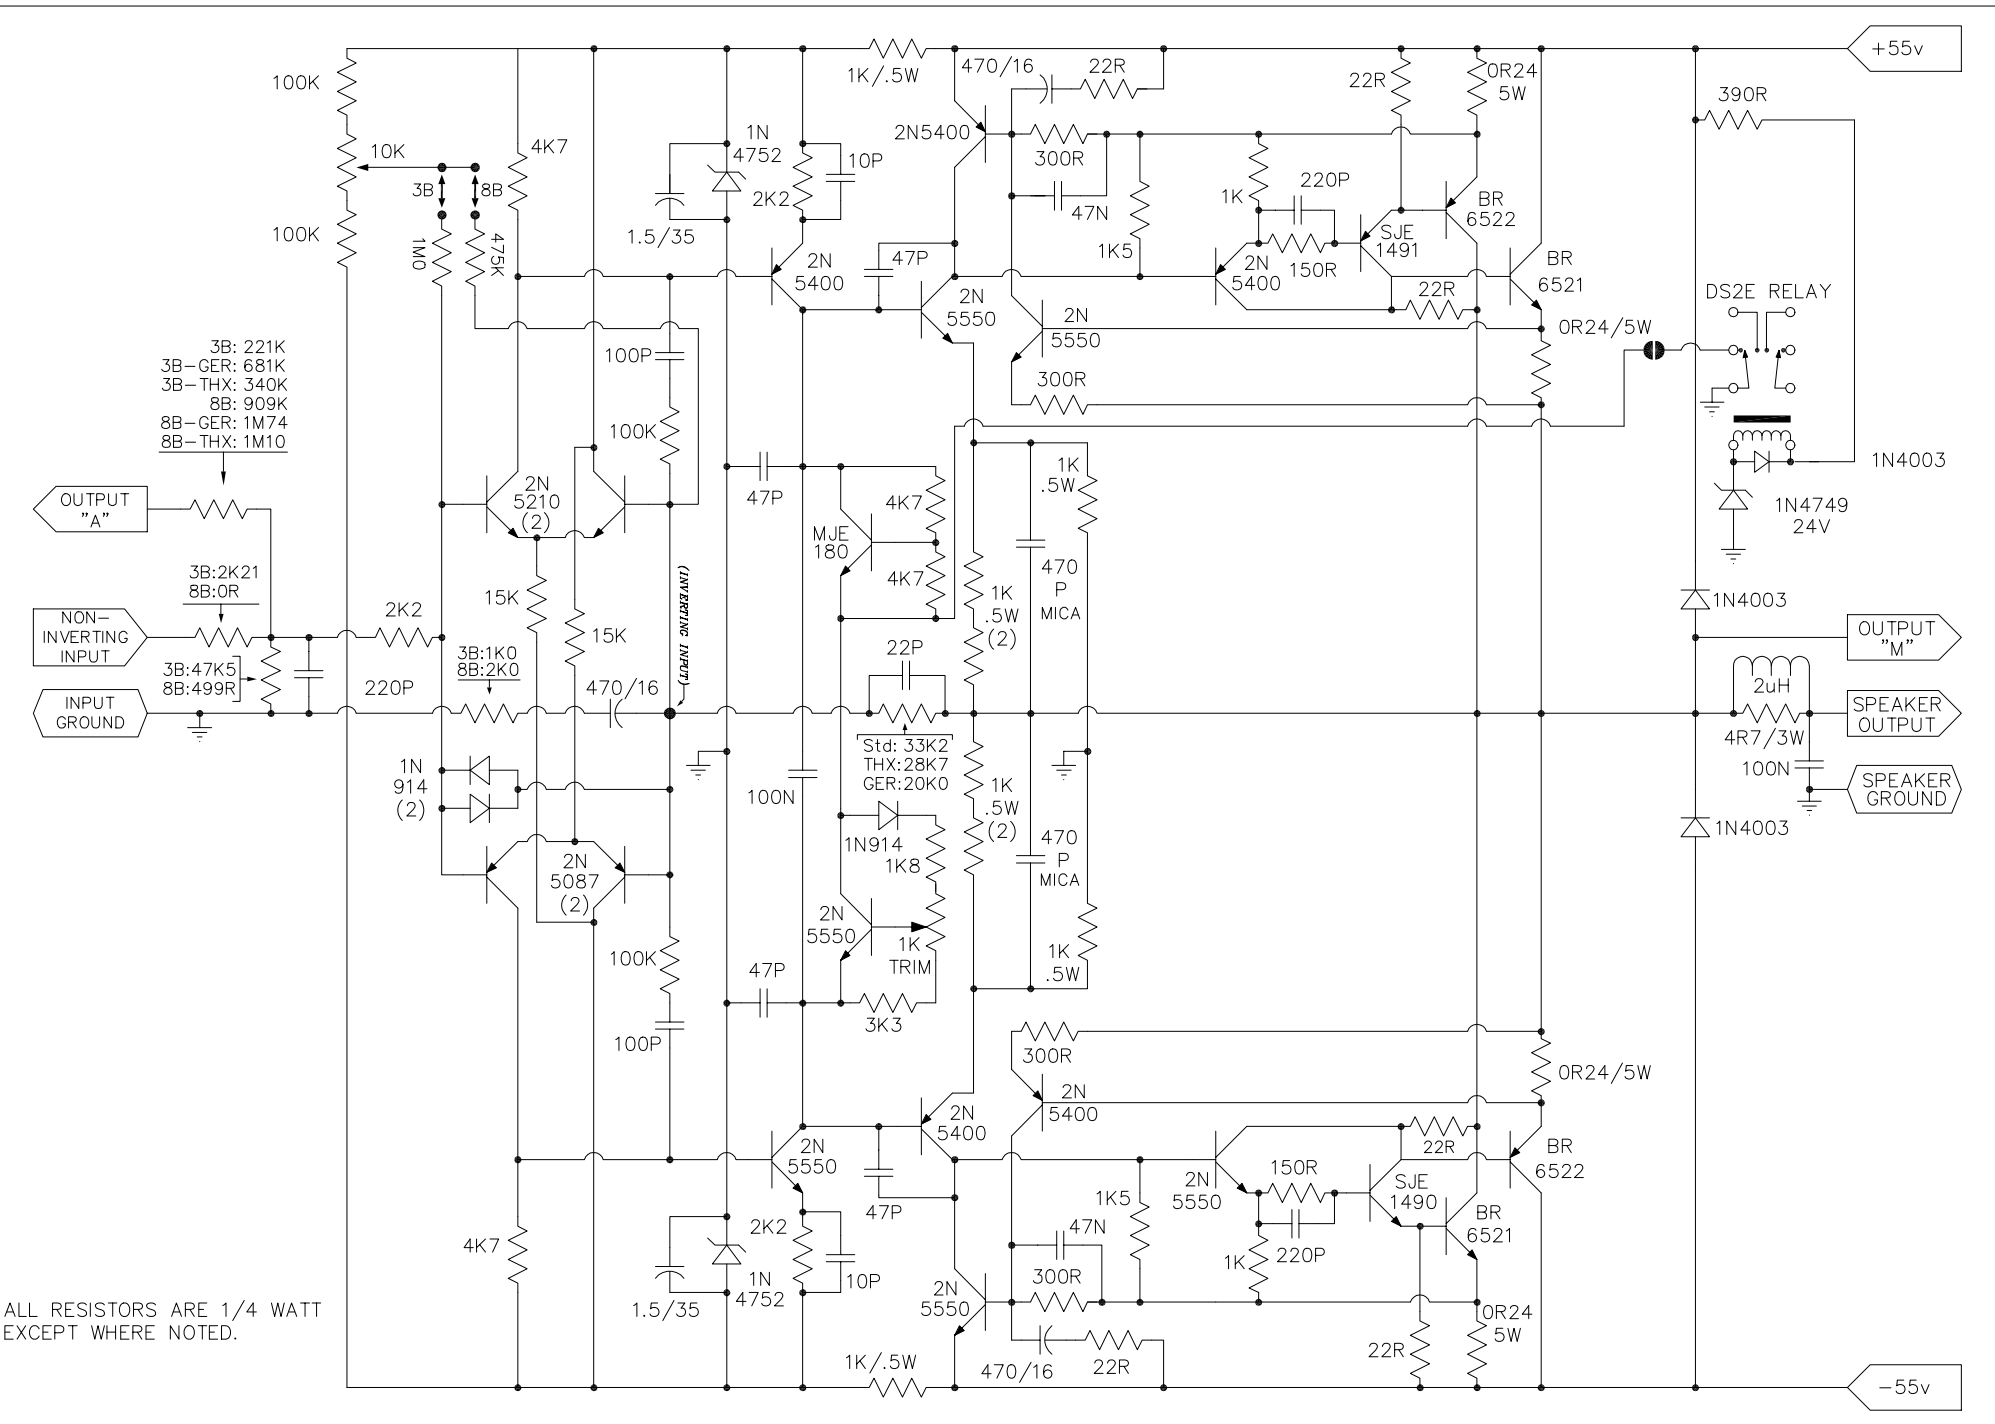 +55v
100K
10K
3B
8B
100K
1M0
475K
4K7
1N
4752
1.5/35
2K2
10P
1K/.5W
470/16
22R
2N5400
300R
47N
1K5
1K
220P
150R
22R
0R24
5W
BR
6522
SJE
1491
2N
5400
22R
BR
6521
390R
DS2E RELAY
2N
5400
47P
2N
5550
2N
5550
0R24/5W
300R
100P
100K
3B: 221K
3B-GER: 681K
3B-THX: 340K
8B: 909K
8B-GER: 1M74
8B-THX: 1M10
OUTPUT
"A"
2N
5210
(2)
47P
4K7
MJE
180
4K7
1K
.5W
470
P
MICA
1K
.5W
(2)
1N4003
1N4749
24V
3B:2K21
8B:0R
NON-
INVERTING
INPUT
2K2
15K
15K
(INVERTING INPUT)
1N4003
OUTPUT
"M"
3B:47K5
8B:499R
220P
3B:1K0
8B:2K0
470/16
22P
INPUT
GROUND
Std: 33K2
THX:28K7
GER:20K0
2uH
4R7/3W
SPEAKER
OUTPUT
100N
SPEAKER
GROUND
1N
914
(2)
100N
1K
.5W
(2)
1N914
1K8
470
P
MICA
1N4003
2N
5087
(2)
2N
5550
1K
TRIM
1K
.5W
100K
47P
3K3
100P
300R
0R24/5W
2N
5400
2N
5400
2N
5550
47P
22R
BR
6522
150R
SJE
1490
2N
5550
1K5
220P
1K
BR
6521
4K7
1.5/35
1N
4752
2K2
10P
47N
300R
2N
5550
470/16
22R
22R
0R24
5W
1K/.5W
ALL RESISTORS ARE 1/4 WATT
EXCEPT WHERE NOTED.
-55v